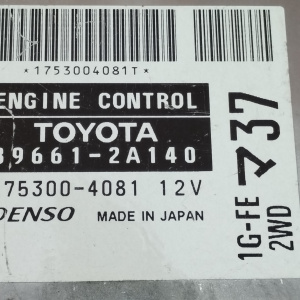 *1753004081T*
ENGINE CONTROL
TOYOTA
89661-2A140
175300-4081 12V
DENSO MADE IN JAPAN
マ37
1G-FE
2WD